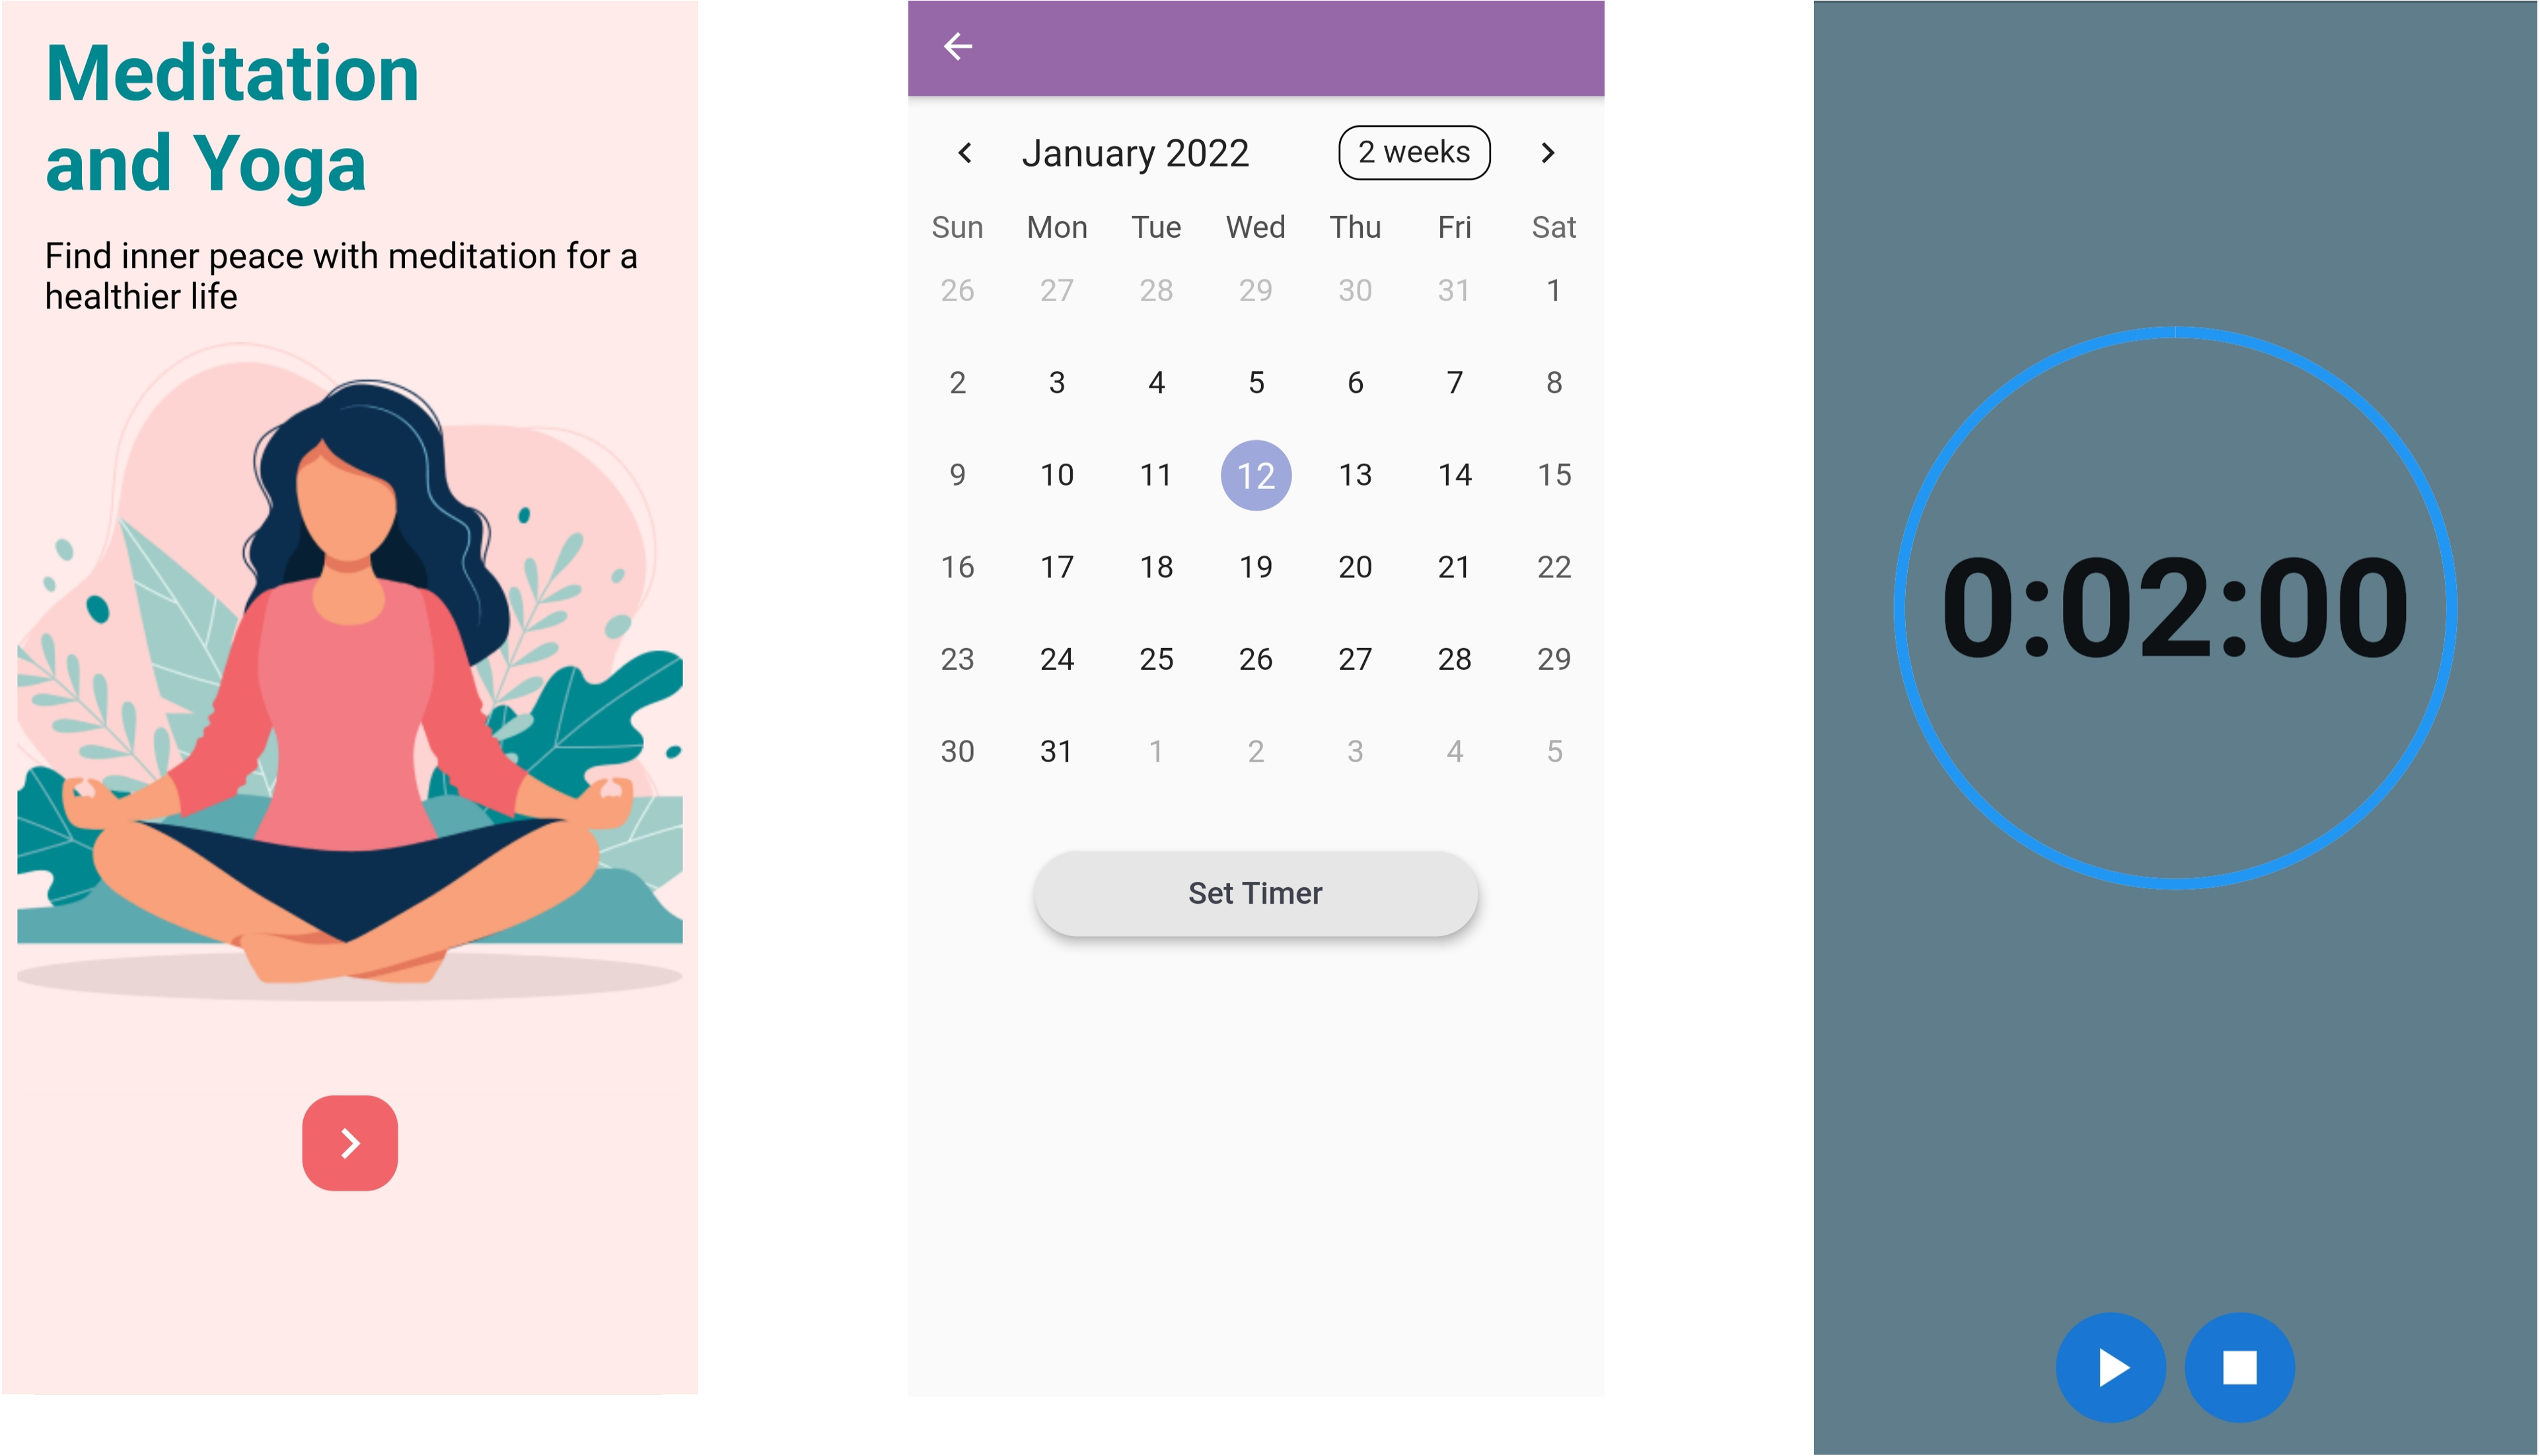 Meditation
and Yoga
Find inner peace with meditation for a
healthier life
January 2022 2 weeks
Sun Mon Tue Wed Thu Fri Sat
26 27 28 29 30 31 1
2 3 4 5 6 7 8
9 10 11 12 13 14 15
16 17 18 19 20 21 22
23 24 25 26 27 28 29
30 31 1 2 3 4 5
Set Timer
0:02:00